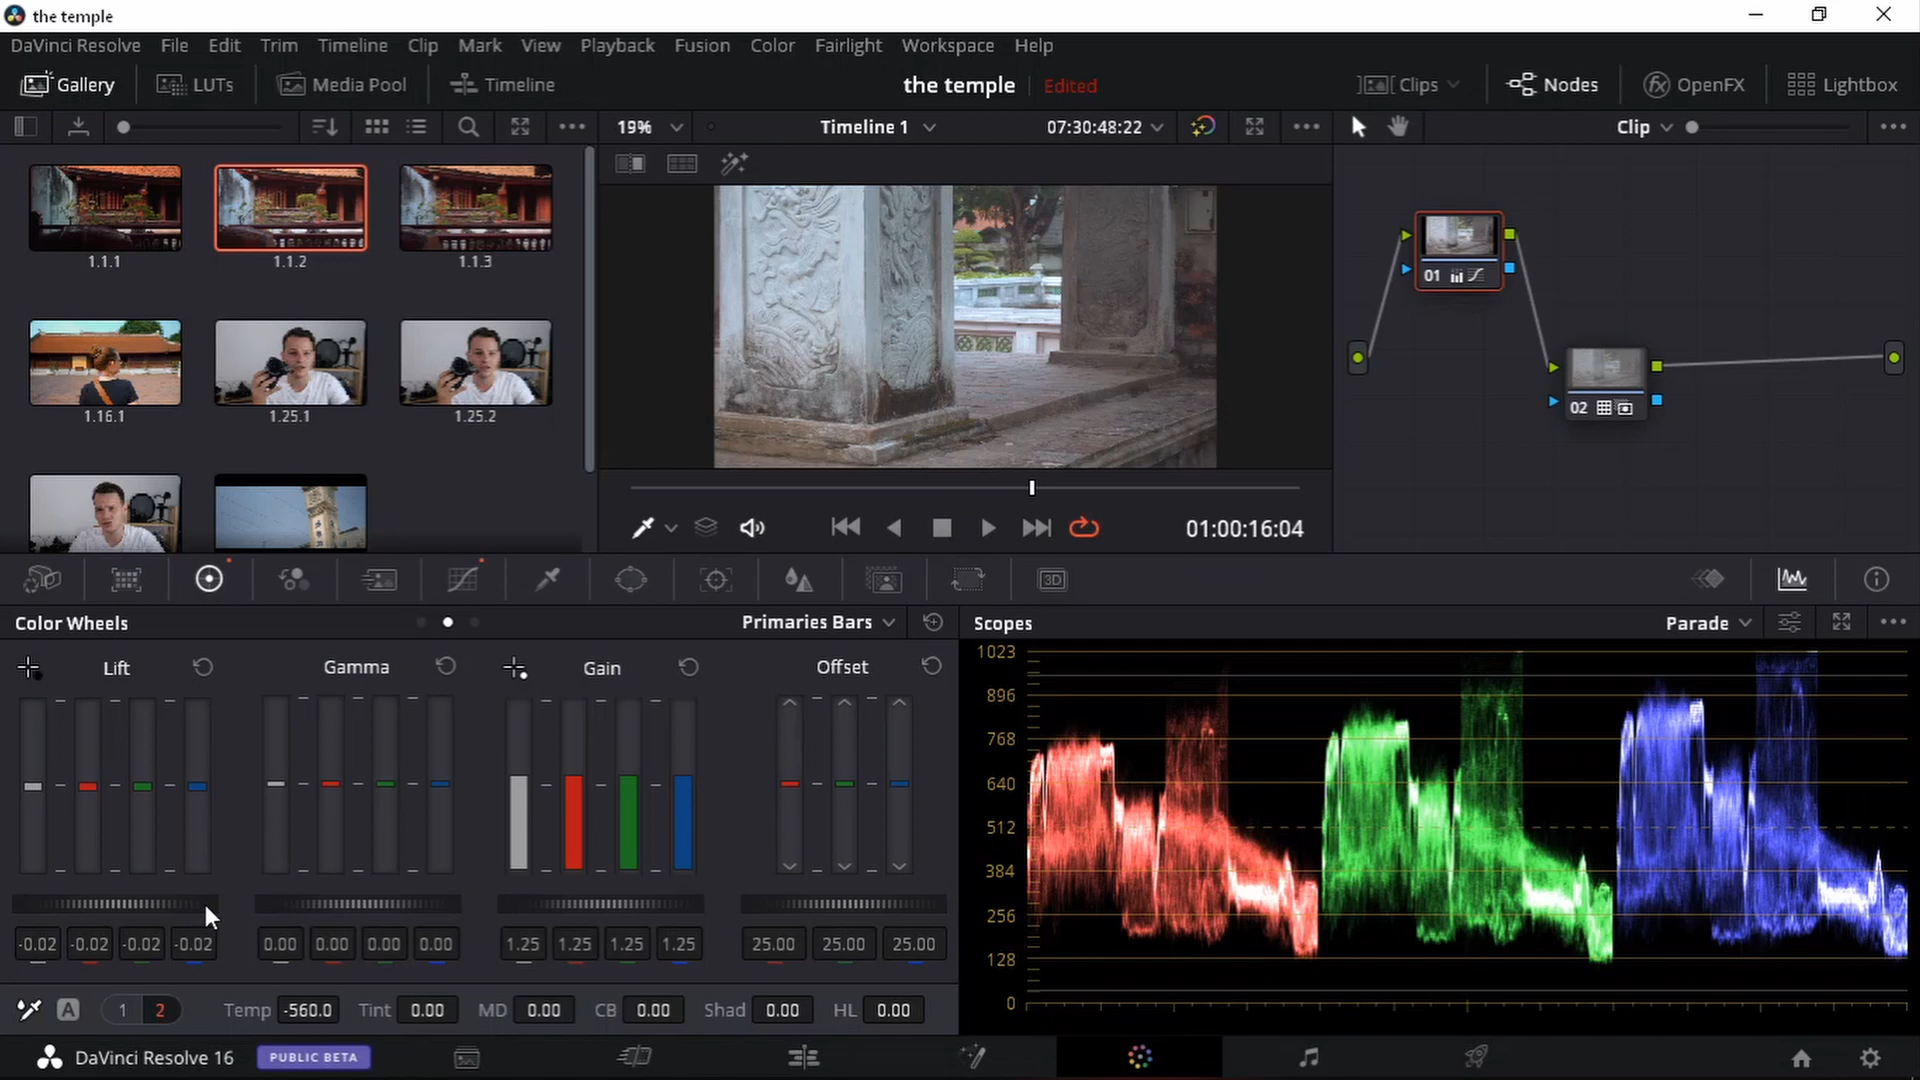 the temple
DaVinci Resolve File Edit Trim Timeline Clip Mark View Playback Fusion Color Fairlight Workspace Help
Gallery LUTs Media Pool Timeline the temple Edited Clips Nodes OpenFX Lightbox
19% Timeline 1 07:30:48:22 Clip
1.1.1 1.1.2 1.1.3
01
1.16.1 1.25.1 1.25.2
02
01:00:16:04
3D
Color Wheels Primaries Bars Scopes Parade
Lift Gamma Gain Offset
1023
896
768
640
512
384
256
128
0
-0.02 -0.02 -0.02 -0.02 0.00 0.00 0.00 0.00 1.25 1.25 1.25 1.25 25.00 25.00 25.00
A 1 2 Temp -560.0 Tint 0.00 MD 0.00 CB 0.00 Shad 0.00 HL 0.00
DaVinci Resolve 16 PUBLIC BETA